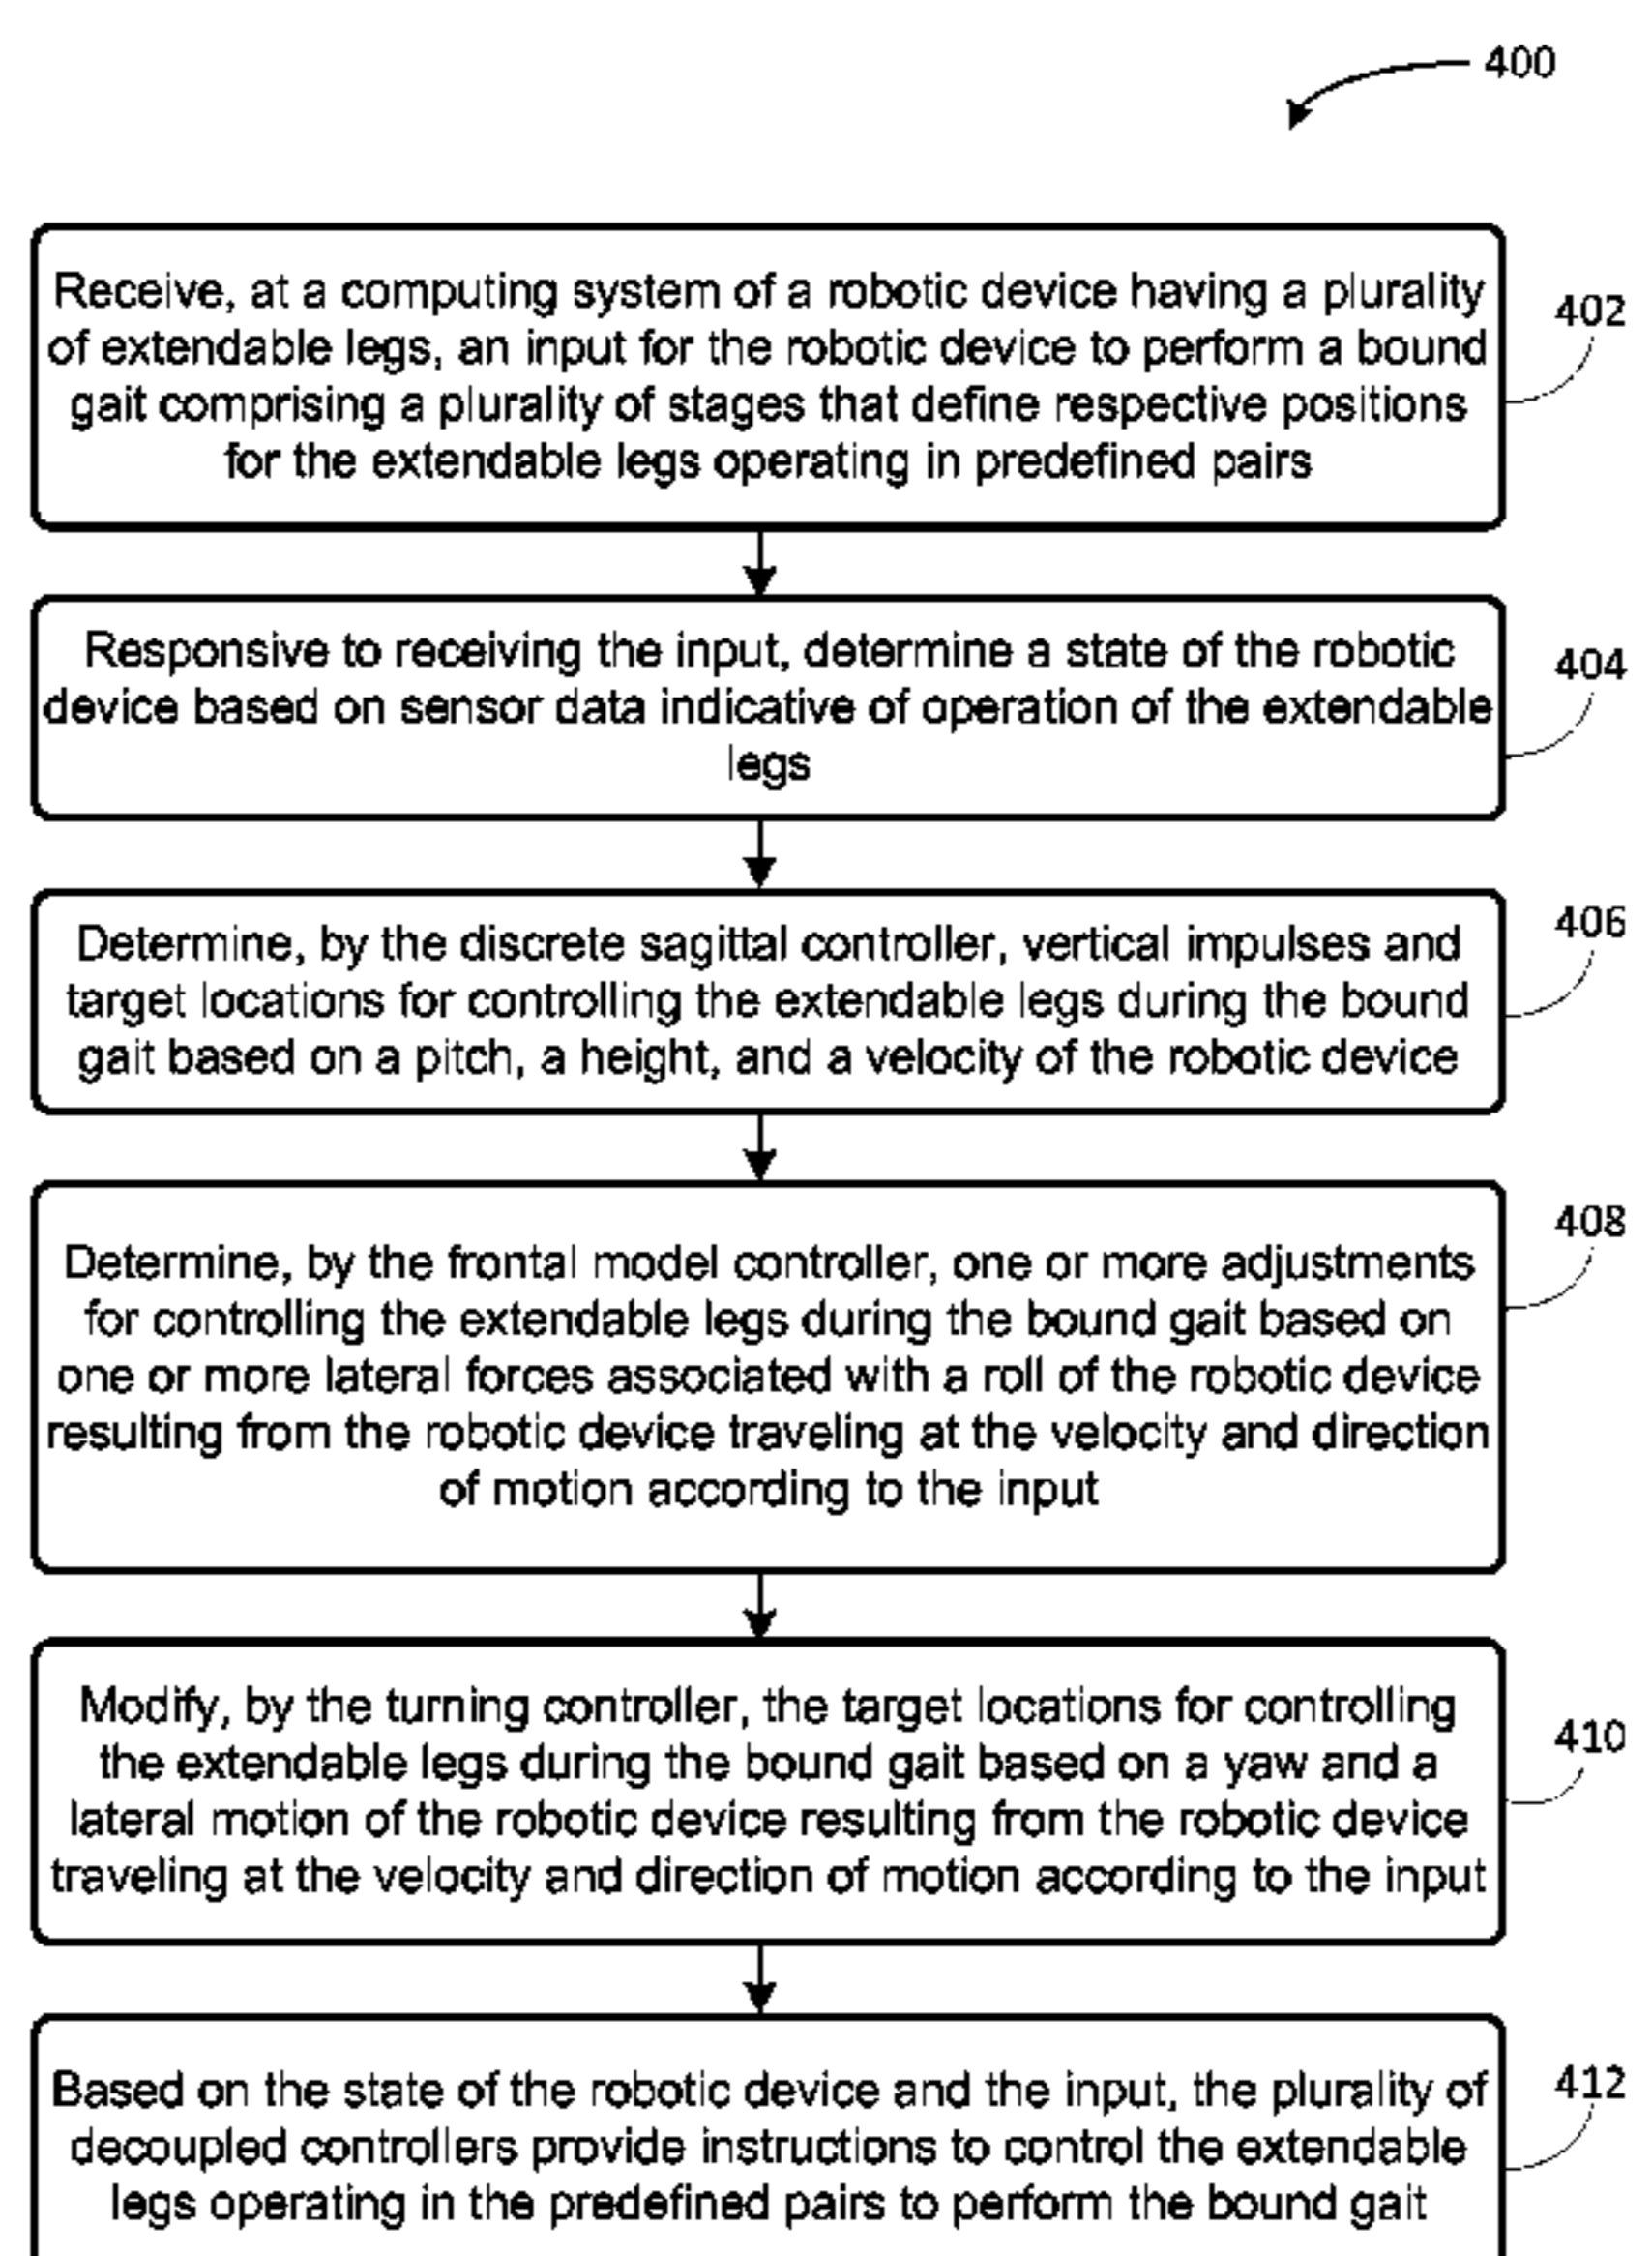 400
Receive, at a computing system of a robotic device having a plurality
of extendable legs, an input for the robotic device to perform a bound
gait comprising a plurality of stages that define respective positions
for the extendable legs operating in predefined pairs
402
Responsive to receiving the input, determine a state of the robotic
device based on sensor data indicative of operation of the extendable
legs
404
Determine, by the discrete sagittal controller, vertical impulses and
target locations for controlling the extendable legs during the bound
gait based on a pitch, a height, and a velocity of the robotic device
406
Determine, by the frontal model controller, one or more adjustments
for controlling the extendable legs during the bound gait based on
one or more lateral forces associated with a roll of the robotic device
resulting from the robotic device traveling at the velocity and direction
of motion according to the input
408
Modify, by the turning controller, the target locations for controlling
the extendable legs during the bound gait based on a yaw and a
lateral motion of the robotic device resulting from the robotic device
traveling at the velocity and direction of motion according to the input
410
Based on the state of the robotic device and the input, the plurality of
decoupled controllers provide instructions to control the extendable
legs operating in the predefined pairs to perform the bound gait
412